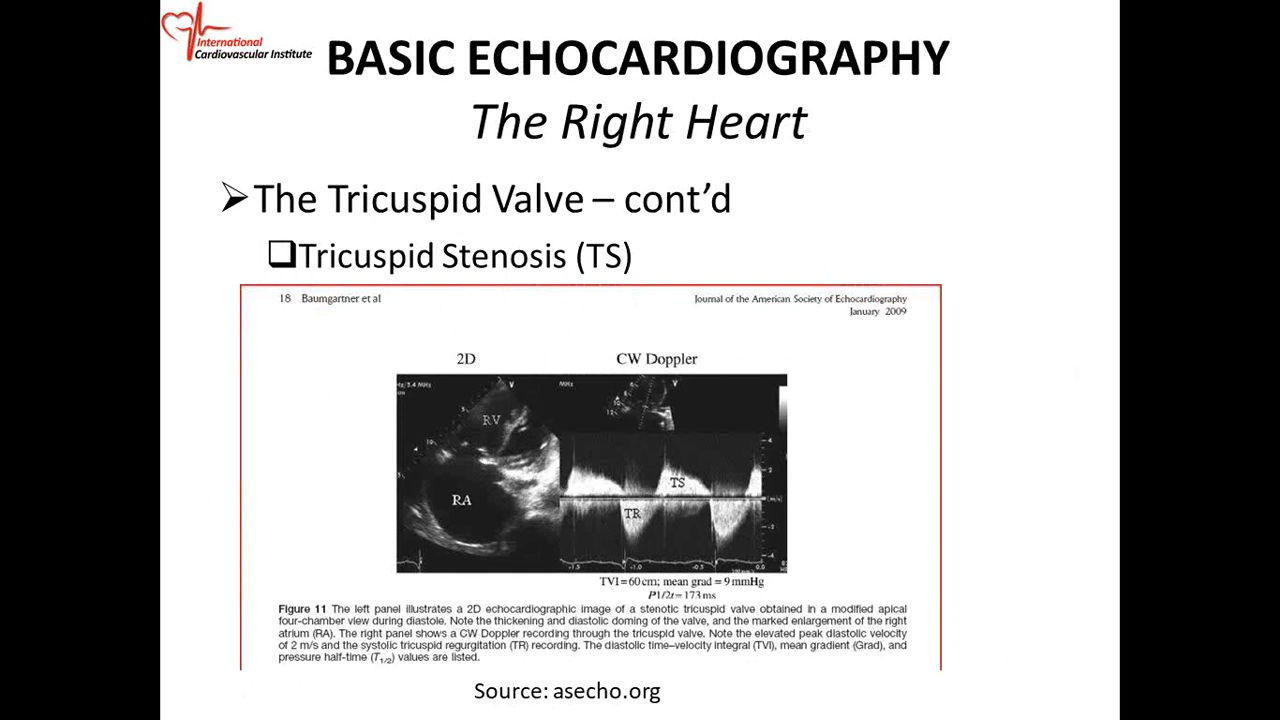 International
Cardiovascular Institute
BASIC ECHOCARDIOGRAPHY
The Right Heart
The Tricuspid Valve – cont’d
Tricuspid Stenosis (TS)
18 Baumgartner et al
Journal of the American Society of Echocardiography
January 2009
2D
CW Doppler
V
MHz
V
RV
RA
TS
TR
TVI=60cm; mean grad = 9mmHg
P1/2t= 173ms
Figure 11 The left panel illustrates a 2D echocardiographic image of a stenotic tricuspid valve obtained in a modified apical
four-chamber view during diastole. Note the thickening and diastolic doming of the valve, and the marked enlargement of the right
atrium (RA). The right panel shows a CW Doppler recording through the tricuspid valve. Note the elevated peak diastolic velocity
of 2 m/s and the systolic tricuspid regurgitation (TR) recording. The diastolic time–velocity integral (TVI), mean gradient (Grad), and
pressure half-time (T1/2) values are listed.
Source: asecho.org